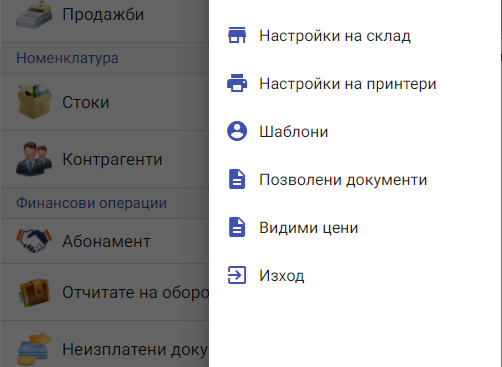 Продажби
Номенклатура
Стоки
Контрагенти
Финансови операции
Абонамент
Отчитате на оборо
Неизплатени доку
Настройки на склад
Настройки на принтери
Шаблони
Позволени документи
Видими цени
Изход